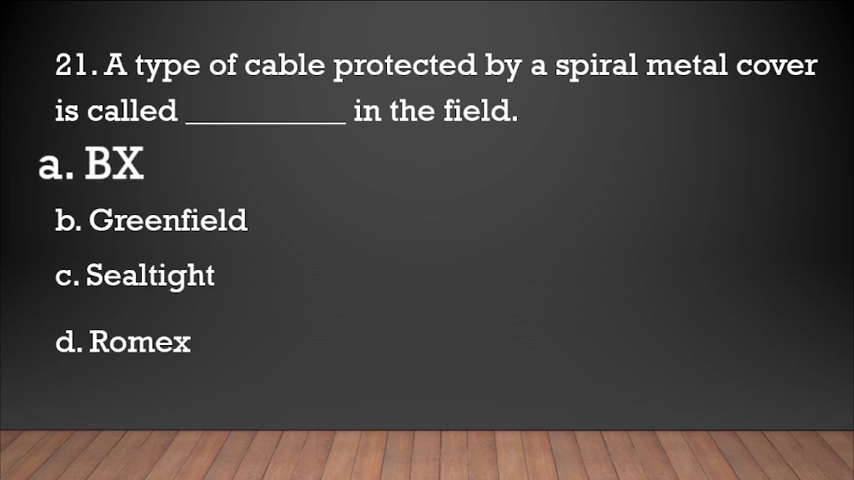 21. A type of cable protected by a spiral metal cover
is called __________ in the field.
a. BX
b. Greenfield
c. Sealtight
d. Romex